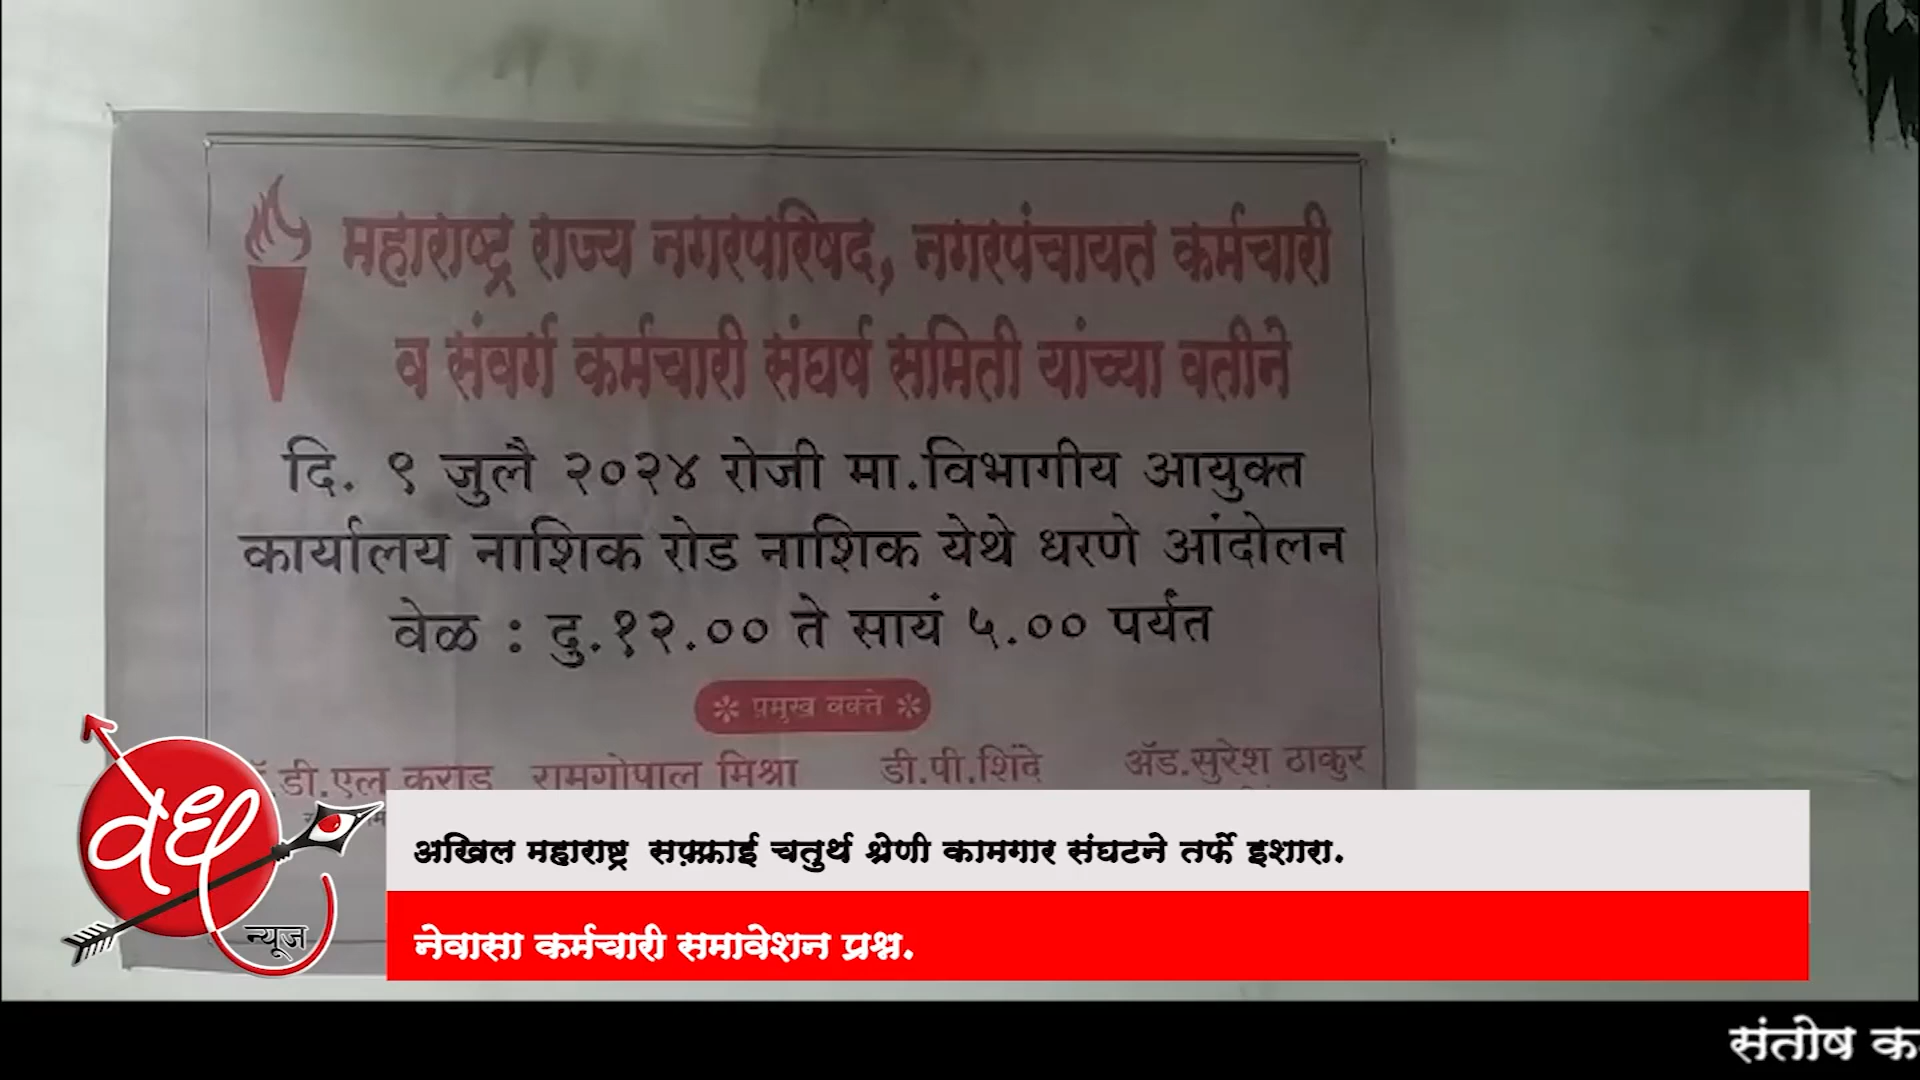 महाराष्ट्र राज्य नगरपरिषद, नगरपंचायत कर्मचारी
व संवर्ग कर्मचारी संघर्ष समिती यांच्या वतीने
दि. ९ जुलै २०२४ रोजी मा.विभागीय आयुक्त
कार्यालय नाशिक रोड नाशिक येथे धरणे आंदोलन
वेळ : दु.१२.०० ते सायं ५.०० पर्यंत
प्रमुख वक्ते
डी.एल कराड रामगोपाल मिश्रा डी.पी.शिंदे ॲड.सुरेश ठाकुर
वेध
न्यूज
अखिल महाराष्ट्र सफ़्फ़ाई चतुर्थ श्रेणी कामगार संघटने तर्फे इशारा.
नेवासा कर्मचारी समावेशन प्रश्न.
संतोष